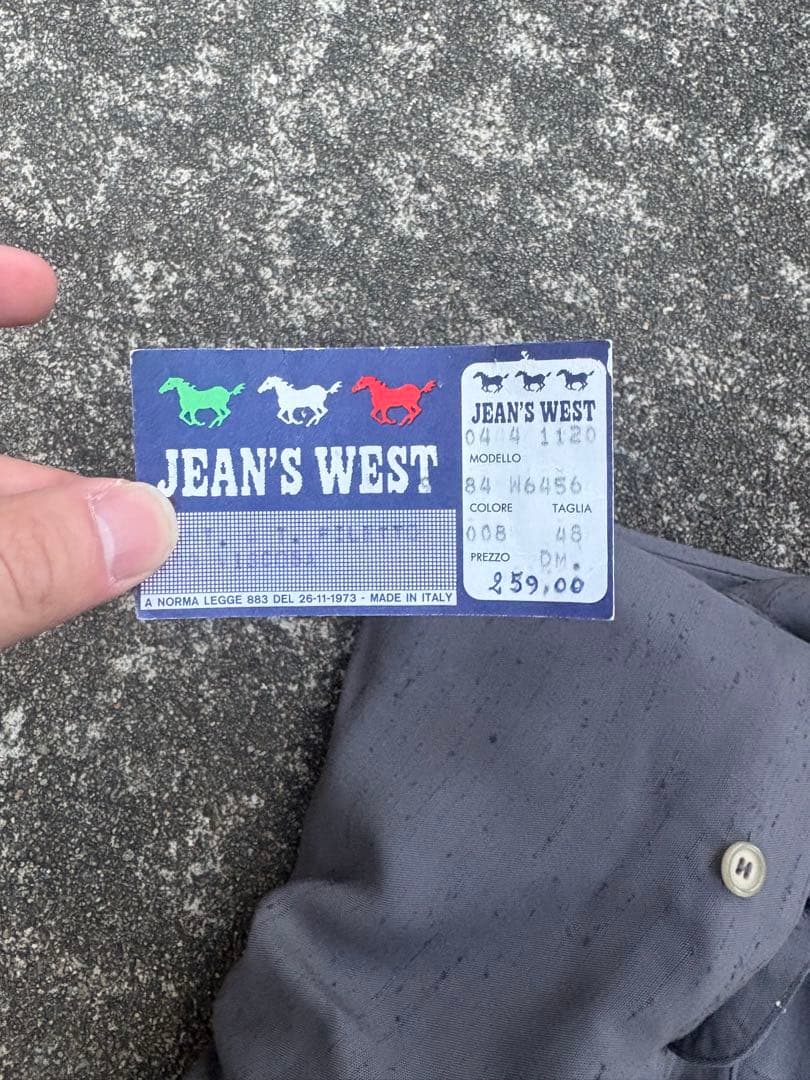 JEAN'S WEST
A NORMA LEGGE 883 DEL 26-11-1973 - MADE IN ITALY
JEAN'S WEST
04 4 1120
MODELLO
84 W6456
COLORE TAGLIA
008 48
PREZZO DM.
259,00